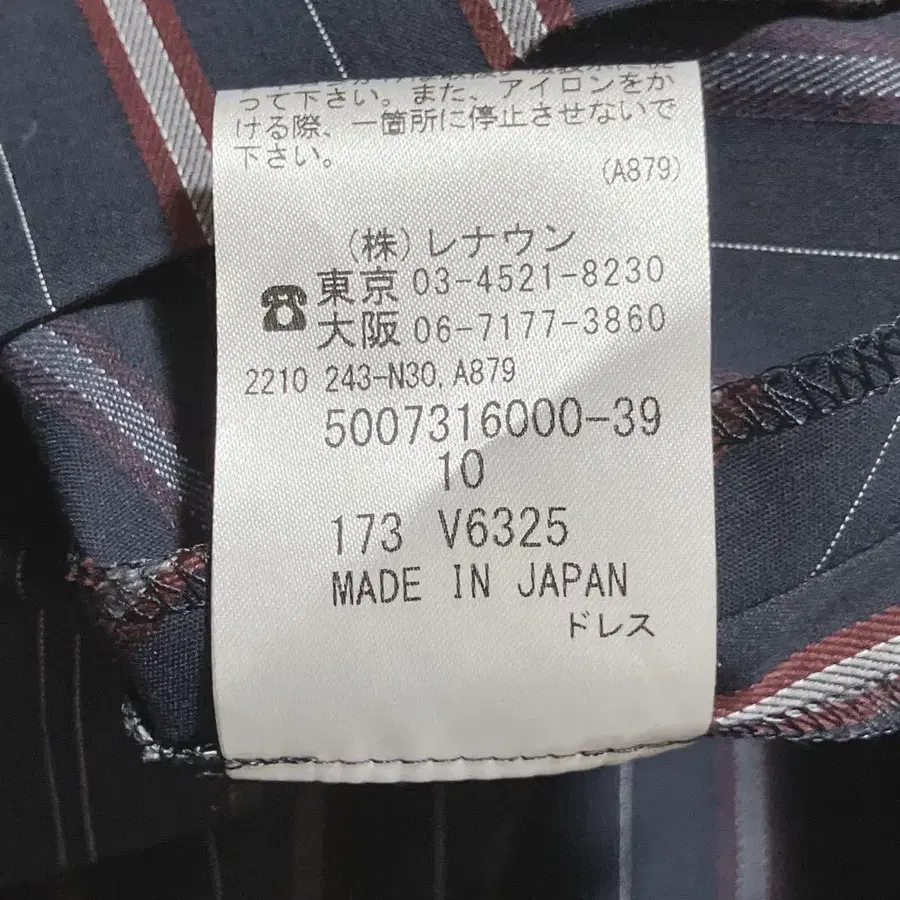 って下さい。また、アイロンをか
ける際、一箇所に停止させないで
下さい。
(A879)
(株)レナウン
東京 03-4521-8230
大阪 06-7177-3860
2210 243-N30, A879
5007316000-39
10
173 V6325
MADE IN JAPAN
ドレス